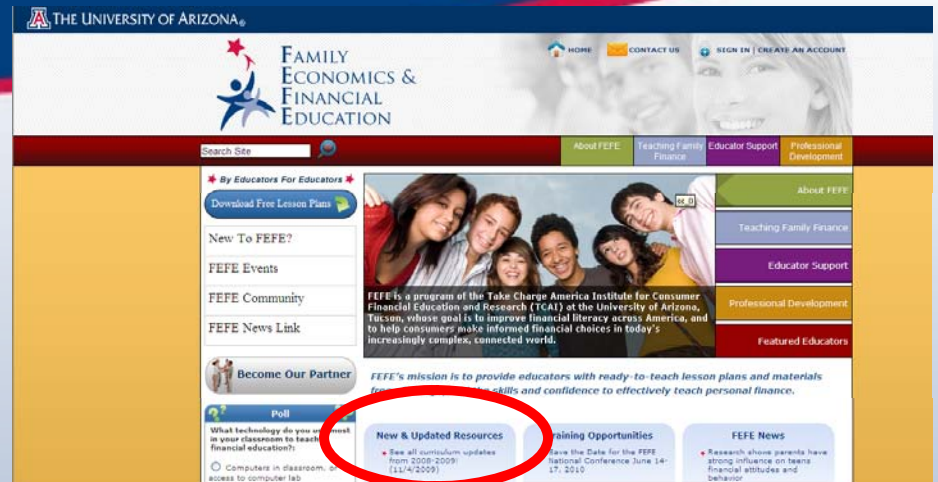 THE UNIVERSITY OF ARIZONA®
FAMILY
ECONOMICS &
FINANCIAL
EDUCATION
HOME
CONTACT US
SIGN IN | CREATE AN ACCOUNT
Search Site
About FEFE
Teaching Family
Finance
Educator Support
Professional
Development
By Educators For Educators
Download Free Lesson Plans
New To FEFE?
FEFE Events
FEFE Community
FEFE News Link
Become Our Partner
About FEFE
Teaching Family Finance
Educator Support
Professional Development
Featured Educators
FEFE is a program of the Take Charge America Institute for Consumer
Financial Education and Research (TCAI) at the University of Arizona,
Tucson, whose goal is to improve financial literacy across America, and
to help consumers make informed financial choices in today's
increasingly complex, connected world.
FEFE's mission is to provide educators with ready-to-teach lesson plans and materials
skills and confidence to effectively teach personal finance.
Poll
What technology do you use most
in your classroom to teach
financial education?:
Computers in classroom, or
access to computer lab
New & Updated Resources
See all curriculum updates
from 2008-2009!
(11/4/2009)
Training Opportunities
Save the Date for the FEFE
National Conference June 14-
17, 2010
FEFE News
Research shows parents have
strong influence on teens
financial attitudes and
behavior